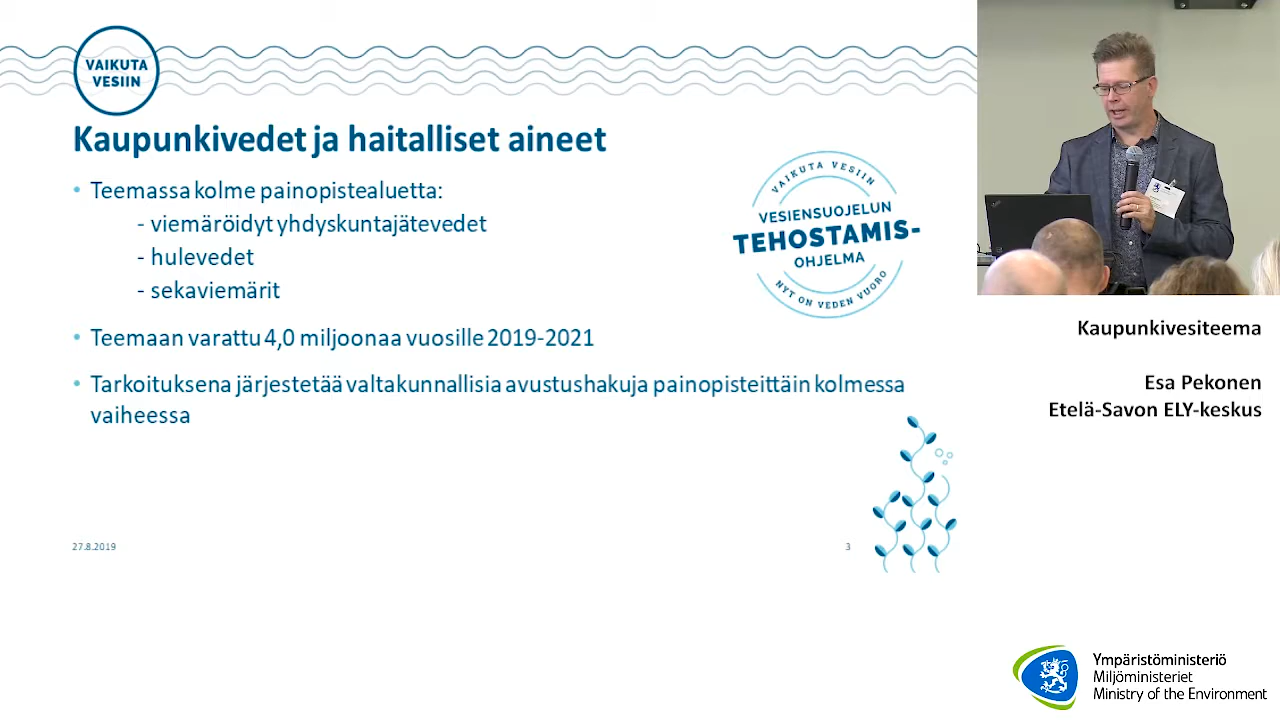 VAIKUTA
VESIIN
Kaupunkivedet ja haitalliset aineet
• Teemassa kolme painopistealuetta:
- viemäröidyt yhdyskuntajätevedet
- hulevedet
- sekaviemärit
• Teemaan varattu 4,0 miljoonaa vuosille 2019-2021
• Tarkoituksena järjestetää valtakunnallisia avustushakuja painopisteittäin kolmessa
vaiheessa
VAIKUTA VESIIN
VESIENSUOJELUN
TEHOSTAMIS-
OHJELMA
NYT ON VEDEN VUORO
27.8.2019
3
Kaupunkivesiteema
Esa Pekonen
Etelä-Savon ELY-keskus
Ympäristöministeriö
Miljöministeriet
Ministry of the Environment